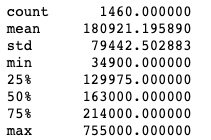 count      1460.000000
mean     180921.195890
std       79442.502883
min       34900.000000
25%      129975.000000
50%      163000.000000
75%      214000.000000
max      755000.000000